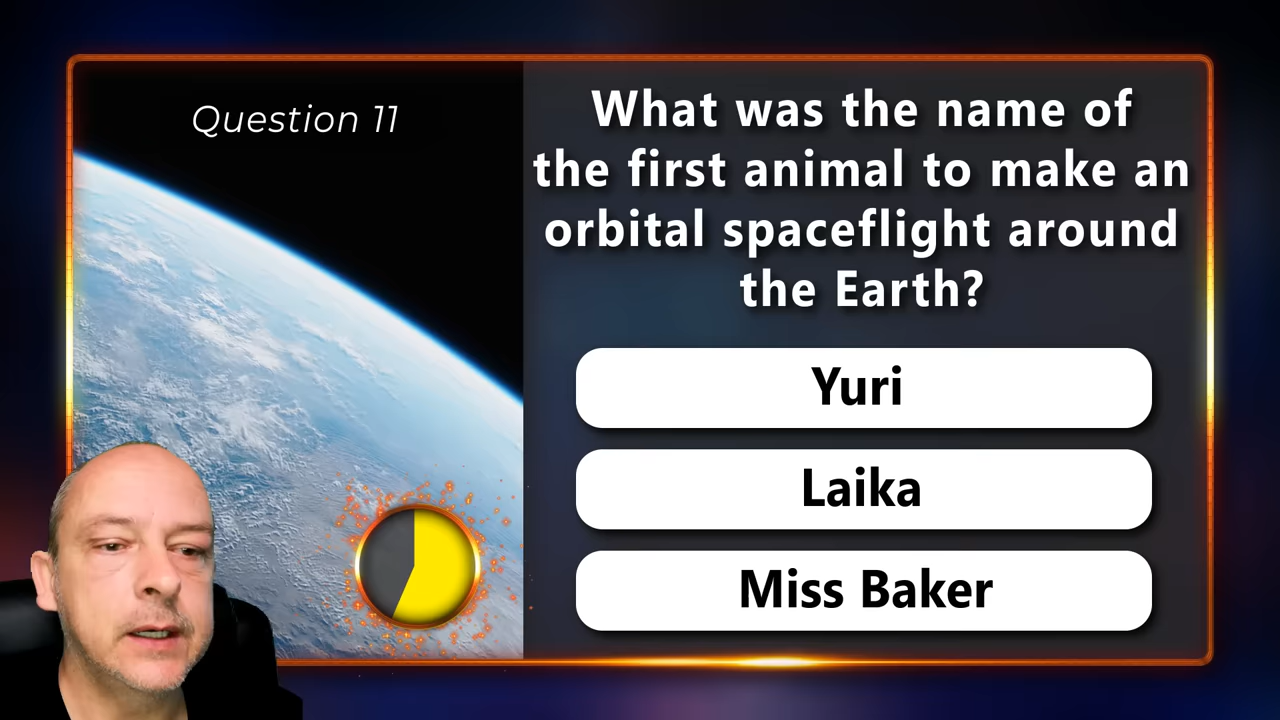 Question 11
What was the name of
the first animal to make an
orbital spaceflight around
the Earth?
Yuri
Laika
Miss Baker